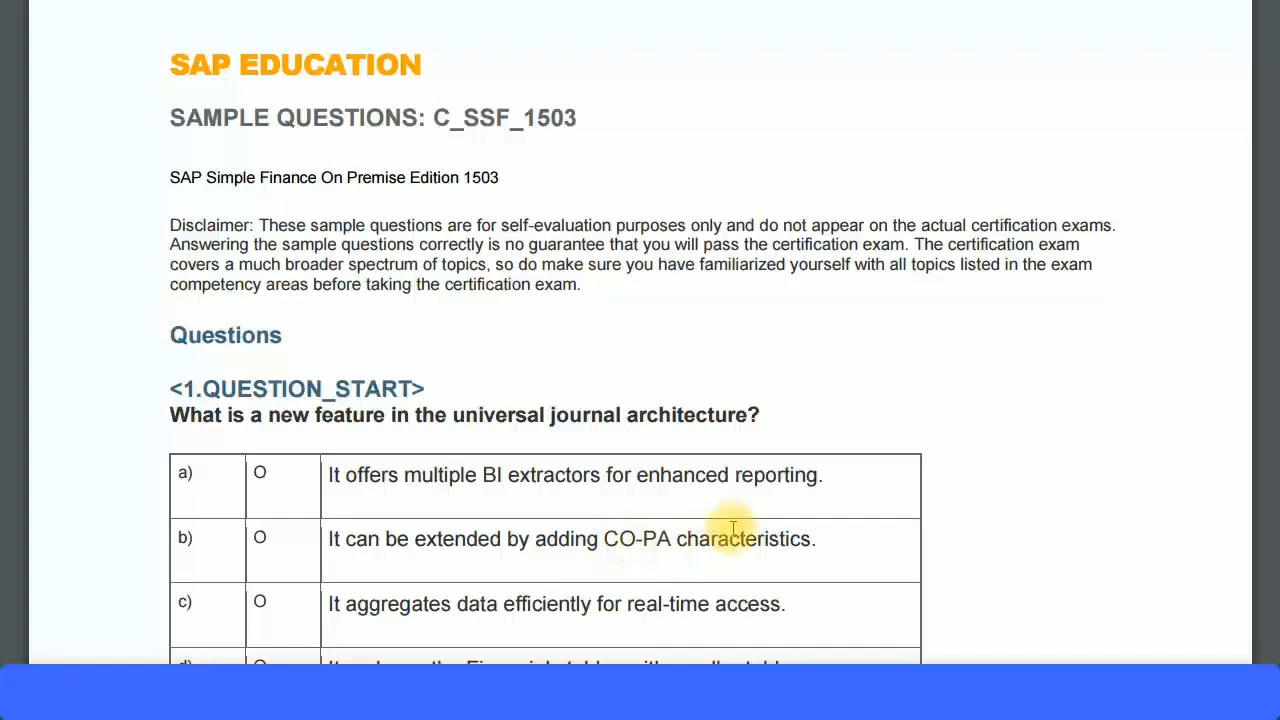 SAP EDUCATION
SAMPLE QUESTIONS: C_SSF_1503
SAP Simple Finance On Premise Edition 1503
Disclaimer: These sample questions are for self-evaluation purposes only and do not appear on the actual certification exams.
Answering the sample questions correctly is no guarantee that you will pass the certification exam. The certification exam
covers a much broader spectrum of topics, so do make sure you have familiarized yourself with all topics listed in the exam
competency areas before taking the certification exam.
Questions
<1.QUESTION_START>
What is a new feature in the universal journal architecture?
a) O It offers multiple BI extractors for enhanced reporting.
b) O It can be extended by adding CO-PA characteristics.
c) O It aggregates data efficiently for real-time access.
d) O It